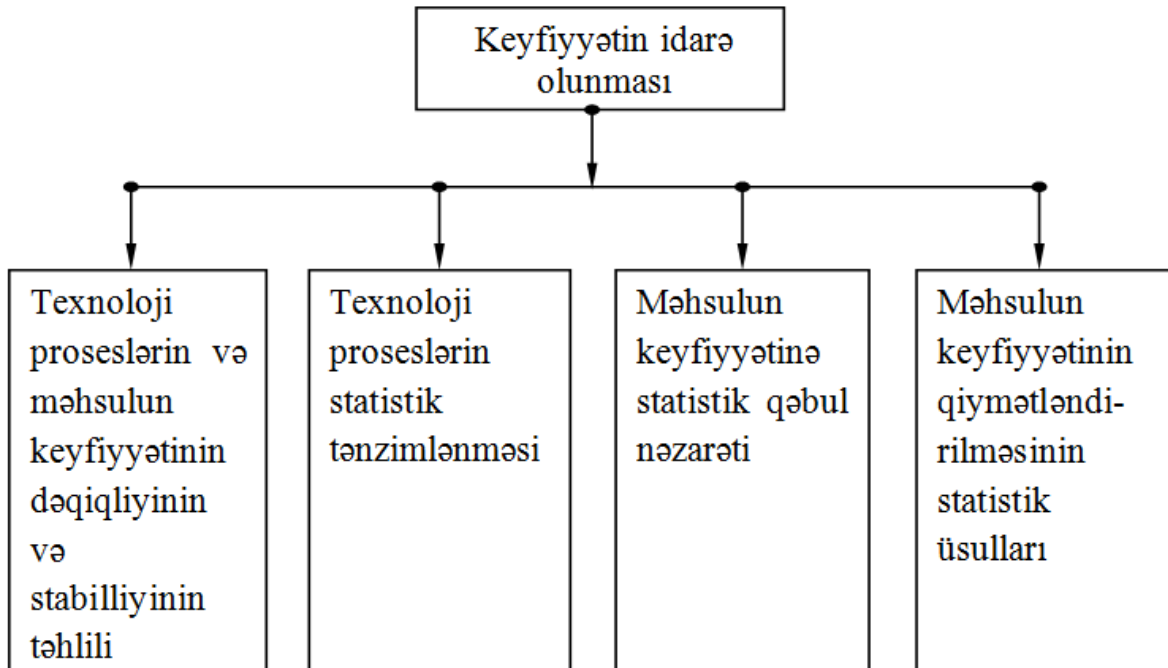 Keyfiyyətin idarə
olunması
Texnoloji
proseslərin və
məhsulun
keyfiyyətinin
dəqiqliyinin
və
stabilliyinin
təhlili
Texnoloji
proseslərin
statistik
tənzimlənməsi
Məhsulun
keyfiyyətinə
statistik qəbul
nəzarəti
Məhsulun
keyfiyyətinin
qiymətləndi-
rilməsinin
statistik
üsulları